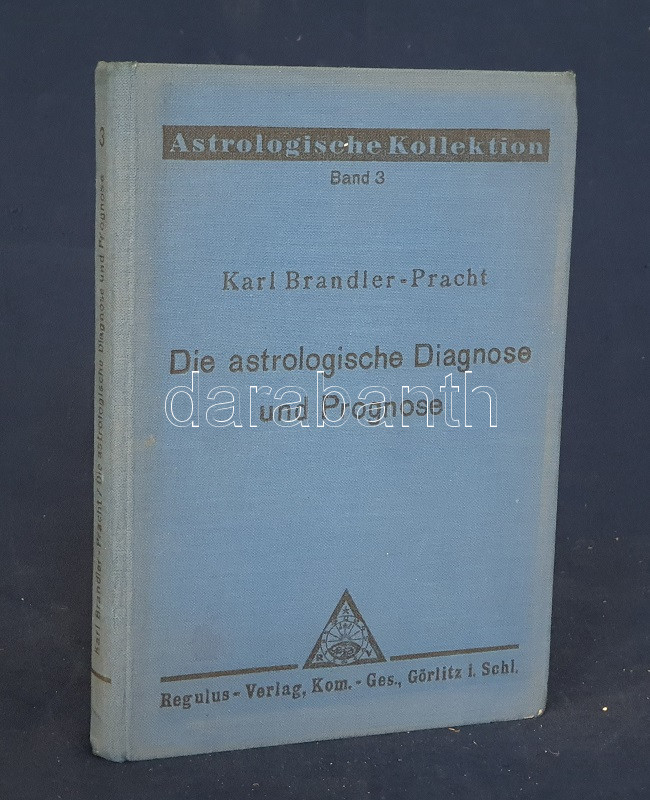 Astrologische Kollektion
Band 3
Karl Brandler-Pracht
Die astrologische Diagnose
und Prognose
darabanth
Regulus-Verlag, Kom.-Ges., Görlitz i. Schl.
Karl Brandler-Pracht / Die astrologische Diagnose und Prognose 3